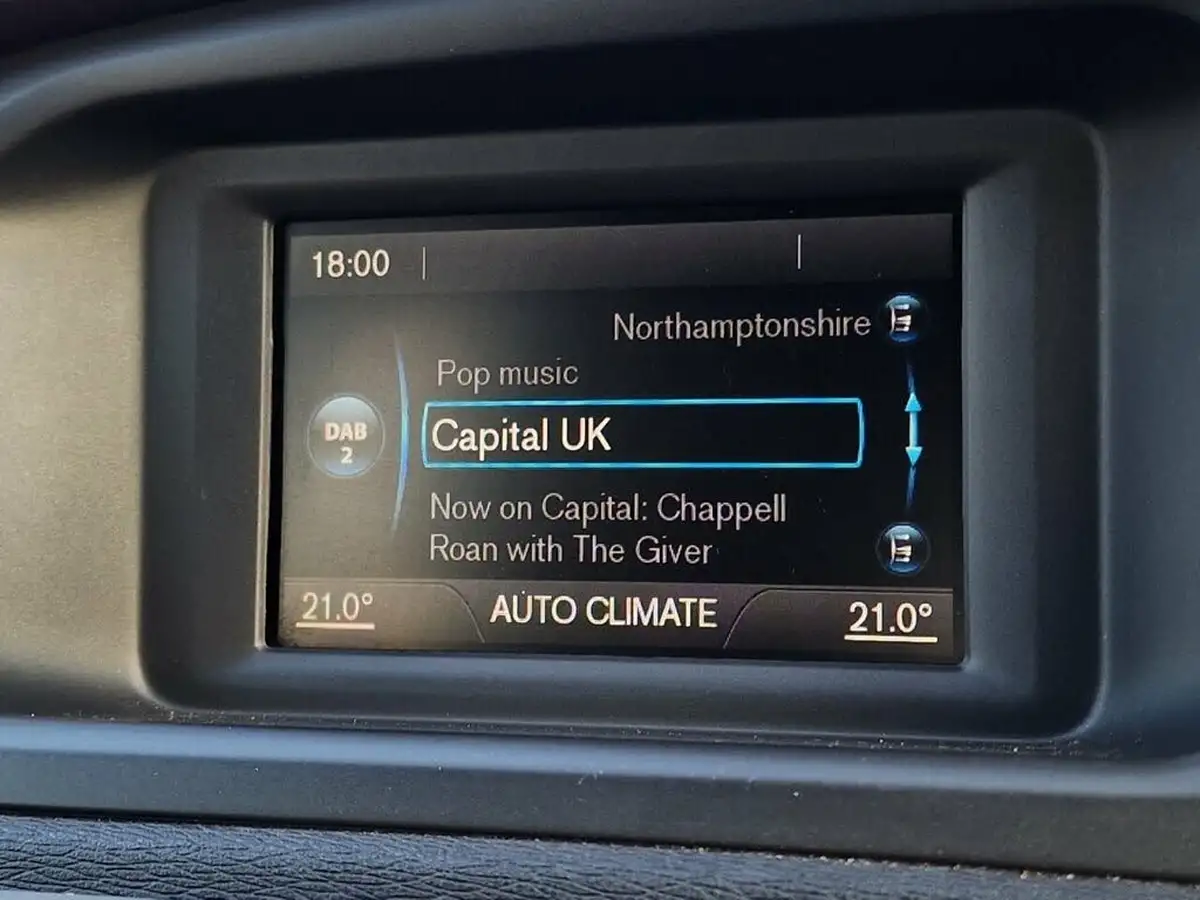 18:00
Northamptonshire
Pop music
DAB
2
Capital UK
Now on Capital: Chappell
Roan with The Giver
21.0° AUTO CLIMATE 21.0°